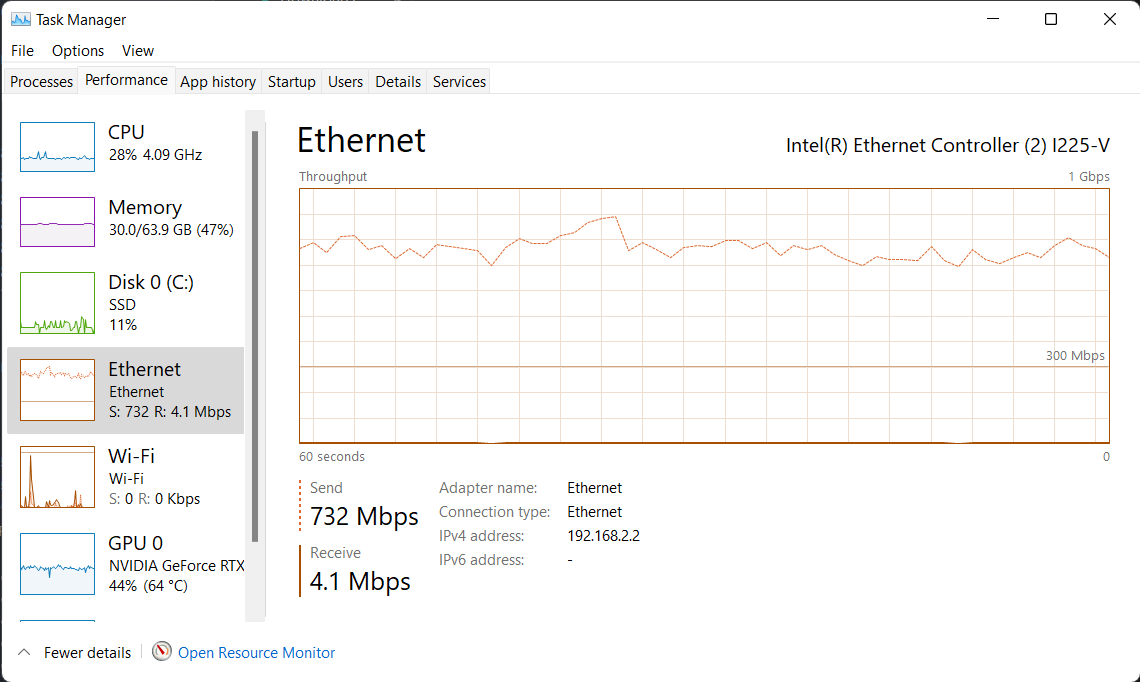 Task Manager
File Options View
Processes Performance App history Startup Users Details Services
CPU
28% 4.09 GHz
Memory
30.0/63.9 GB (47%)
Disk 0 (C:)
SSD
11%
Ethernet
Ethernet
S: 732 R: 4.1 Mbps
Wi-Fi
Wi-Fi
S: 0 R: 0 Kbps
GPU 0
NVIDIA GeForce RTX
44% (64 °C)
Ethernet
Intel(R) Ethernet Controller (2) I225-V
Throughput 1 Gbps
300 Mbps
60 seconds 0
Send
732 Mbps
Receive
4.1 Mbps
Adapter name: Ethernet
Connection type: Ethernet
IPv4 address: 192.168.2.2
IPv6 address: -
Fewer details Open Resource Monitor